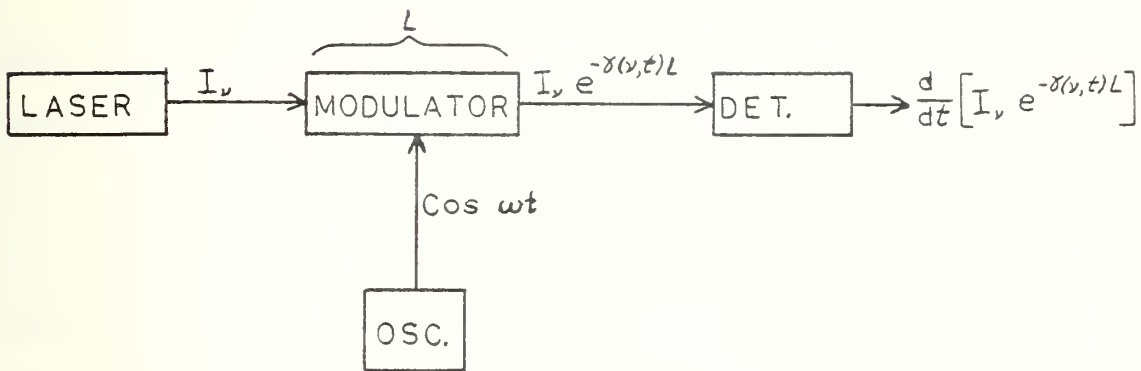 L
LASER
I_ν
MODULATOR
I_ν e^{-γ(ν,t)L}
DET.
d/dt [I_ν e^{-γ(ν,t)L}]
Cos ωt
OSC.